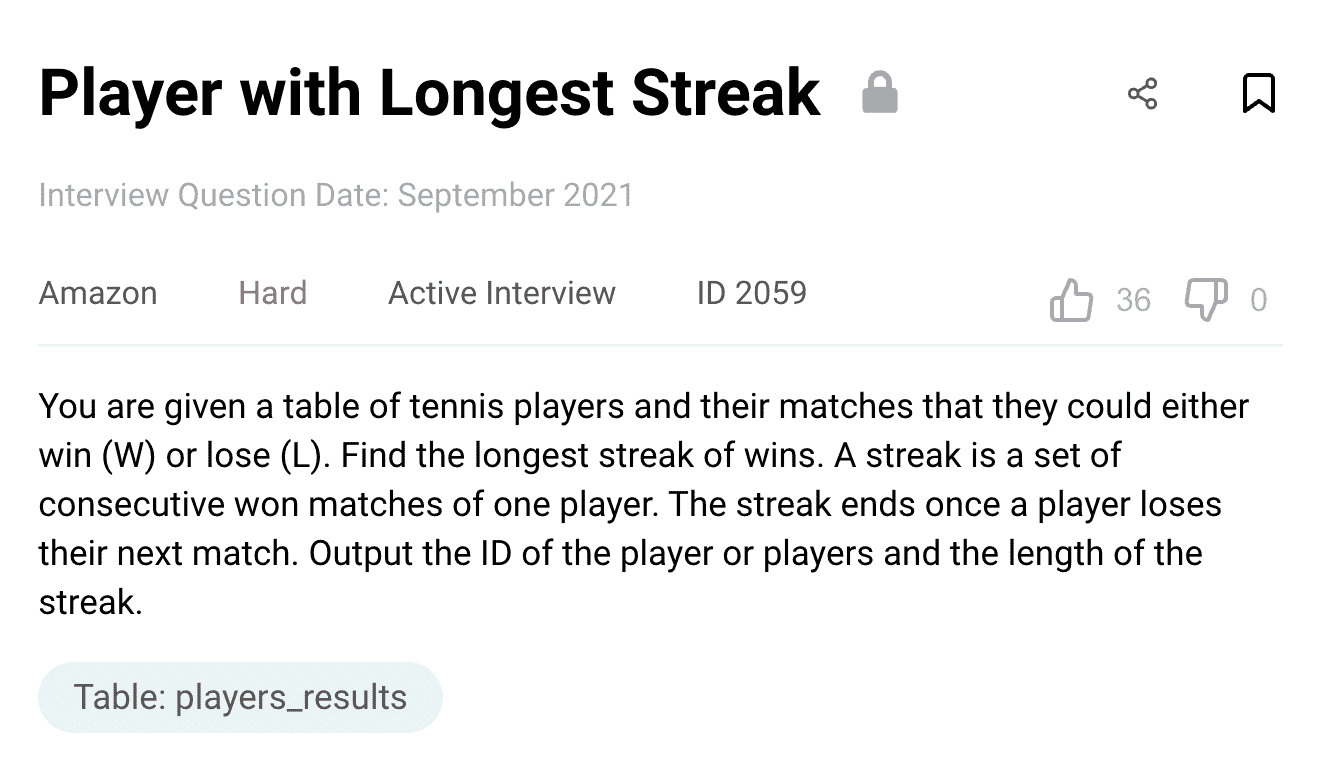 Player with Longest Streak
Interview Question Date: September 2021
Amazon Hard Active Interview ID 2059 36 0
You are given a table of tennis players and their matches that they could either
win (W) or lose (L). Find the longest streak of wins. A streak is a set of
consecutive won matches of one player. The streak ends once a player loses
their next match. Output the ID of the player or players and the length of the
streak.
Table: players_results